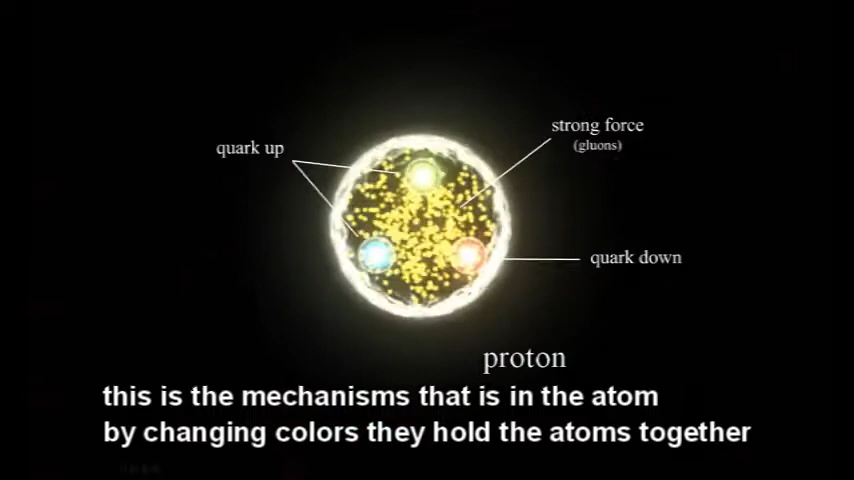 strong force
(gluons)
quark up
quark down
proton
this is the mechanisms that is in the atom
by changing colors they hold the atoms together